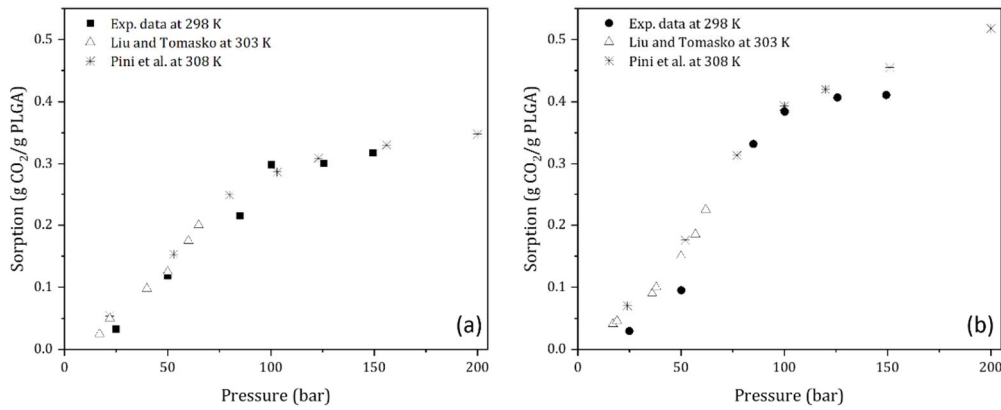 Exp. data at 298 K
Liu and Tomasko at 303 K
Pini et al. at 308 K
Sorption (g CO2/g PLGA)
0.5
0.4
0.3
0.2
0.1
0.0
(a)
0
50
100
150
200
Pressure (bar)
Exp. data at 298 K
Liu and Tomasko at 303 K
Pini et al. at 308 K
Sorption (g CO2/g PLGA)
0.5
0.4
0.3
0.2
0.1
0.0
(b)
0
50
100
150
200
Pressure (bar)